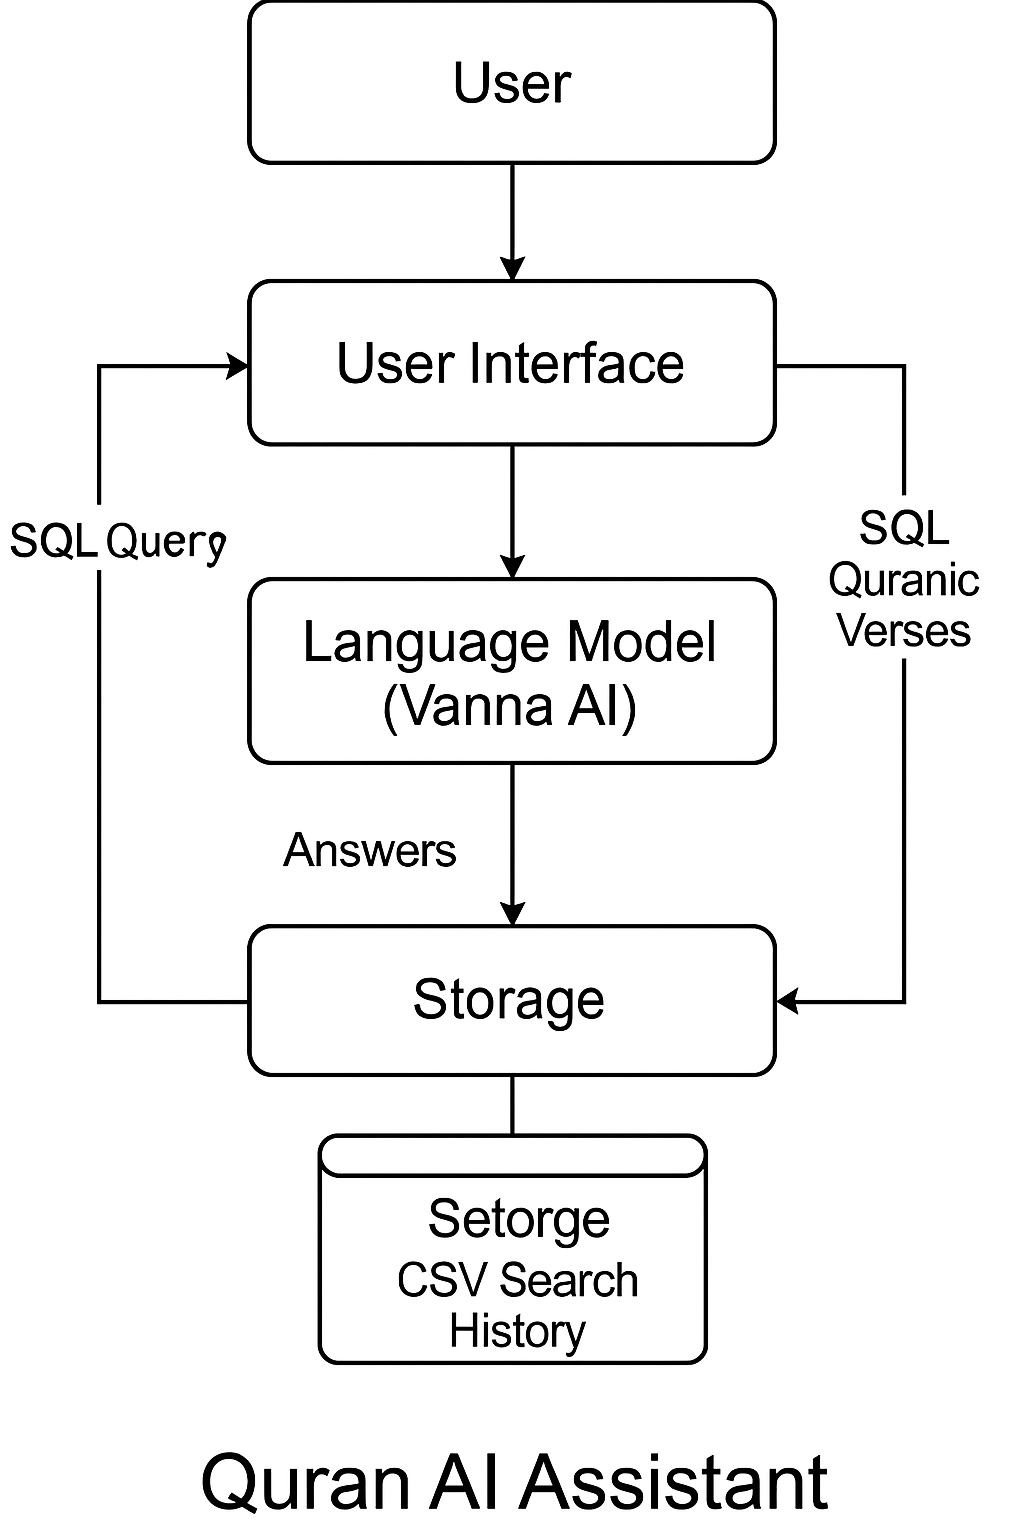 User
User Interface
SQL Query
SQL
Quranic
Verses
Language Model
(Vanna AI)
Answers
Storage
Setorge
CSV Search
History
Quran AI Assistant